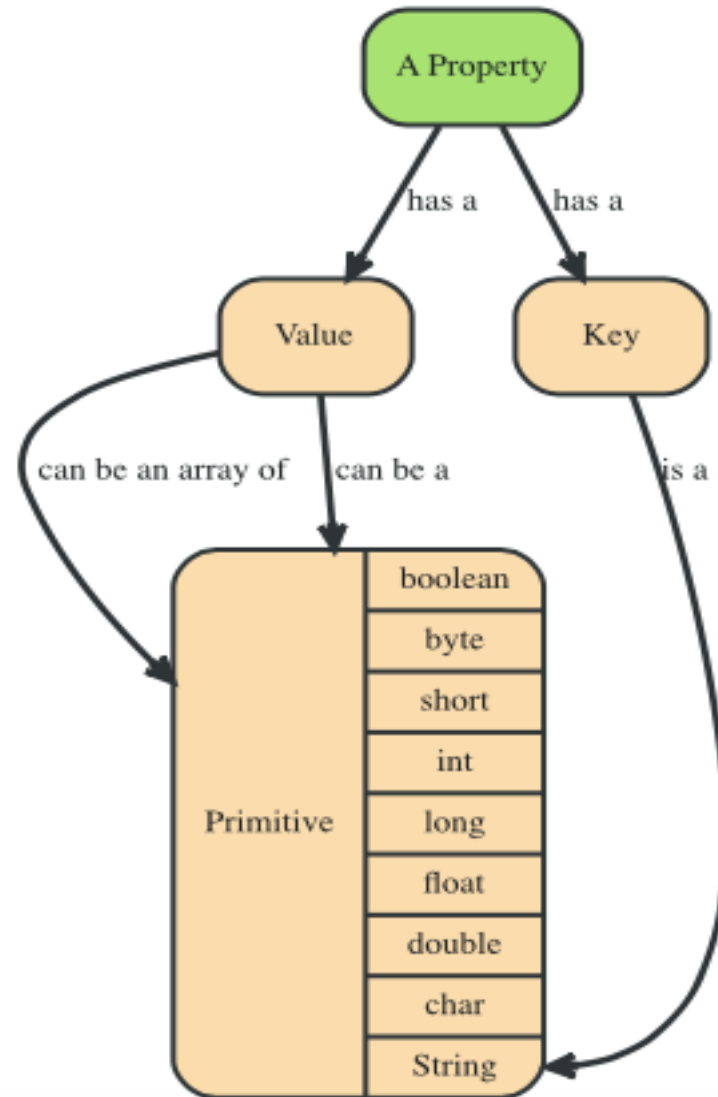 A Property
has a
has a
Value
Key
can be an array of
can be a
is a
Primitive
boolean
byte
short
int
long
float
double
char
String